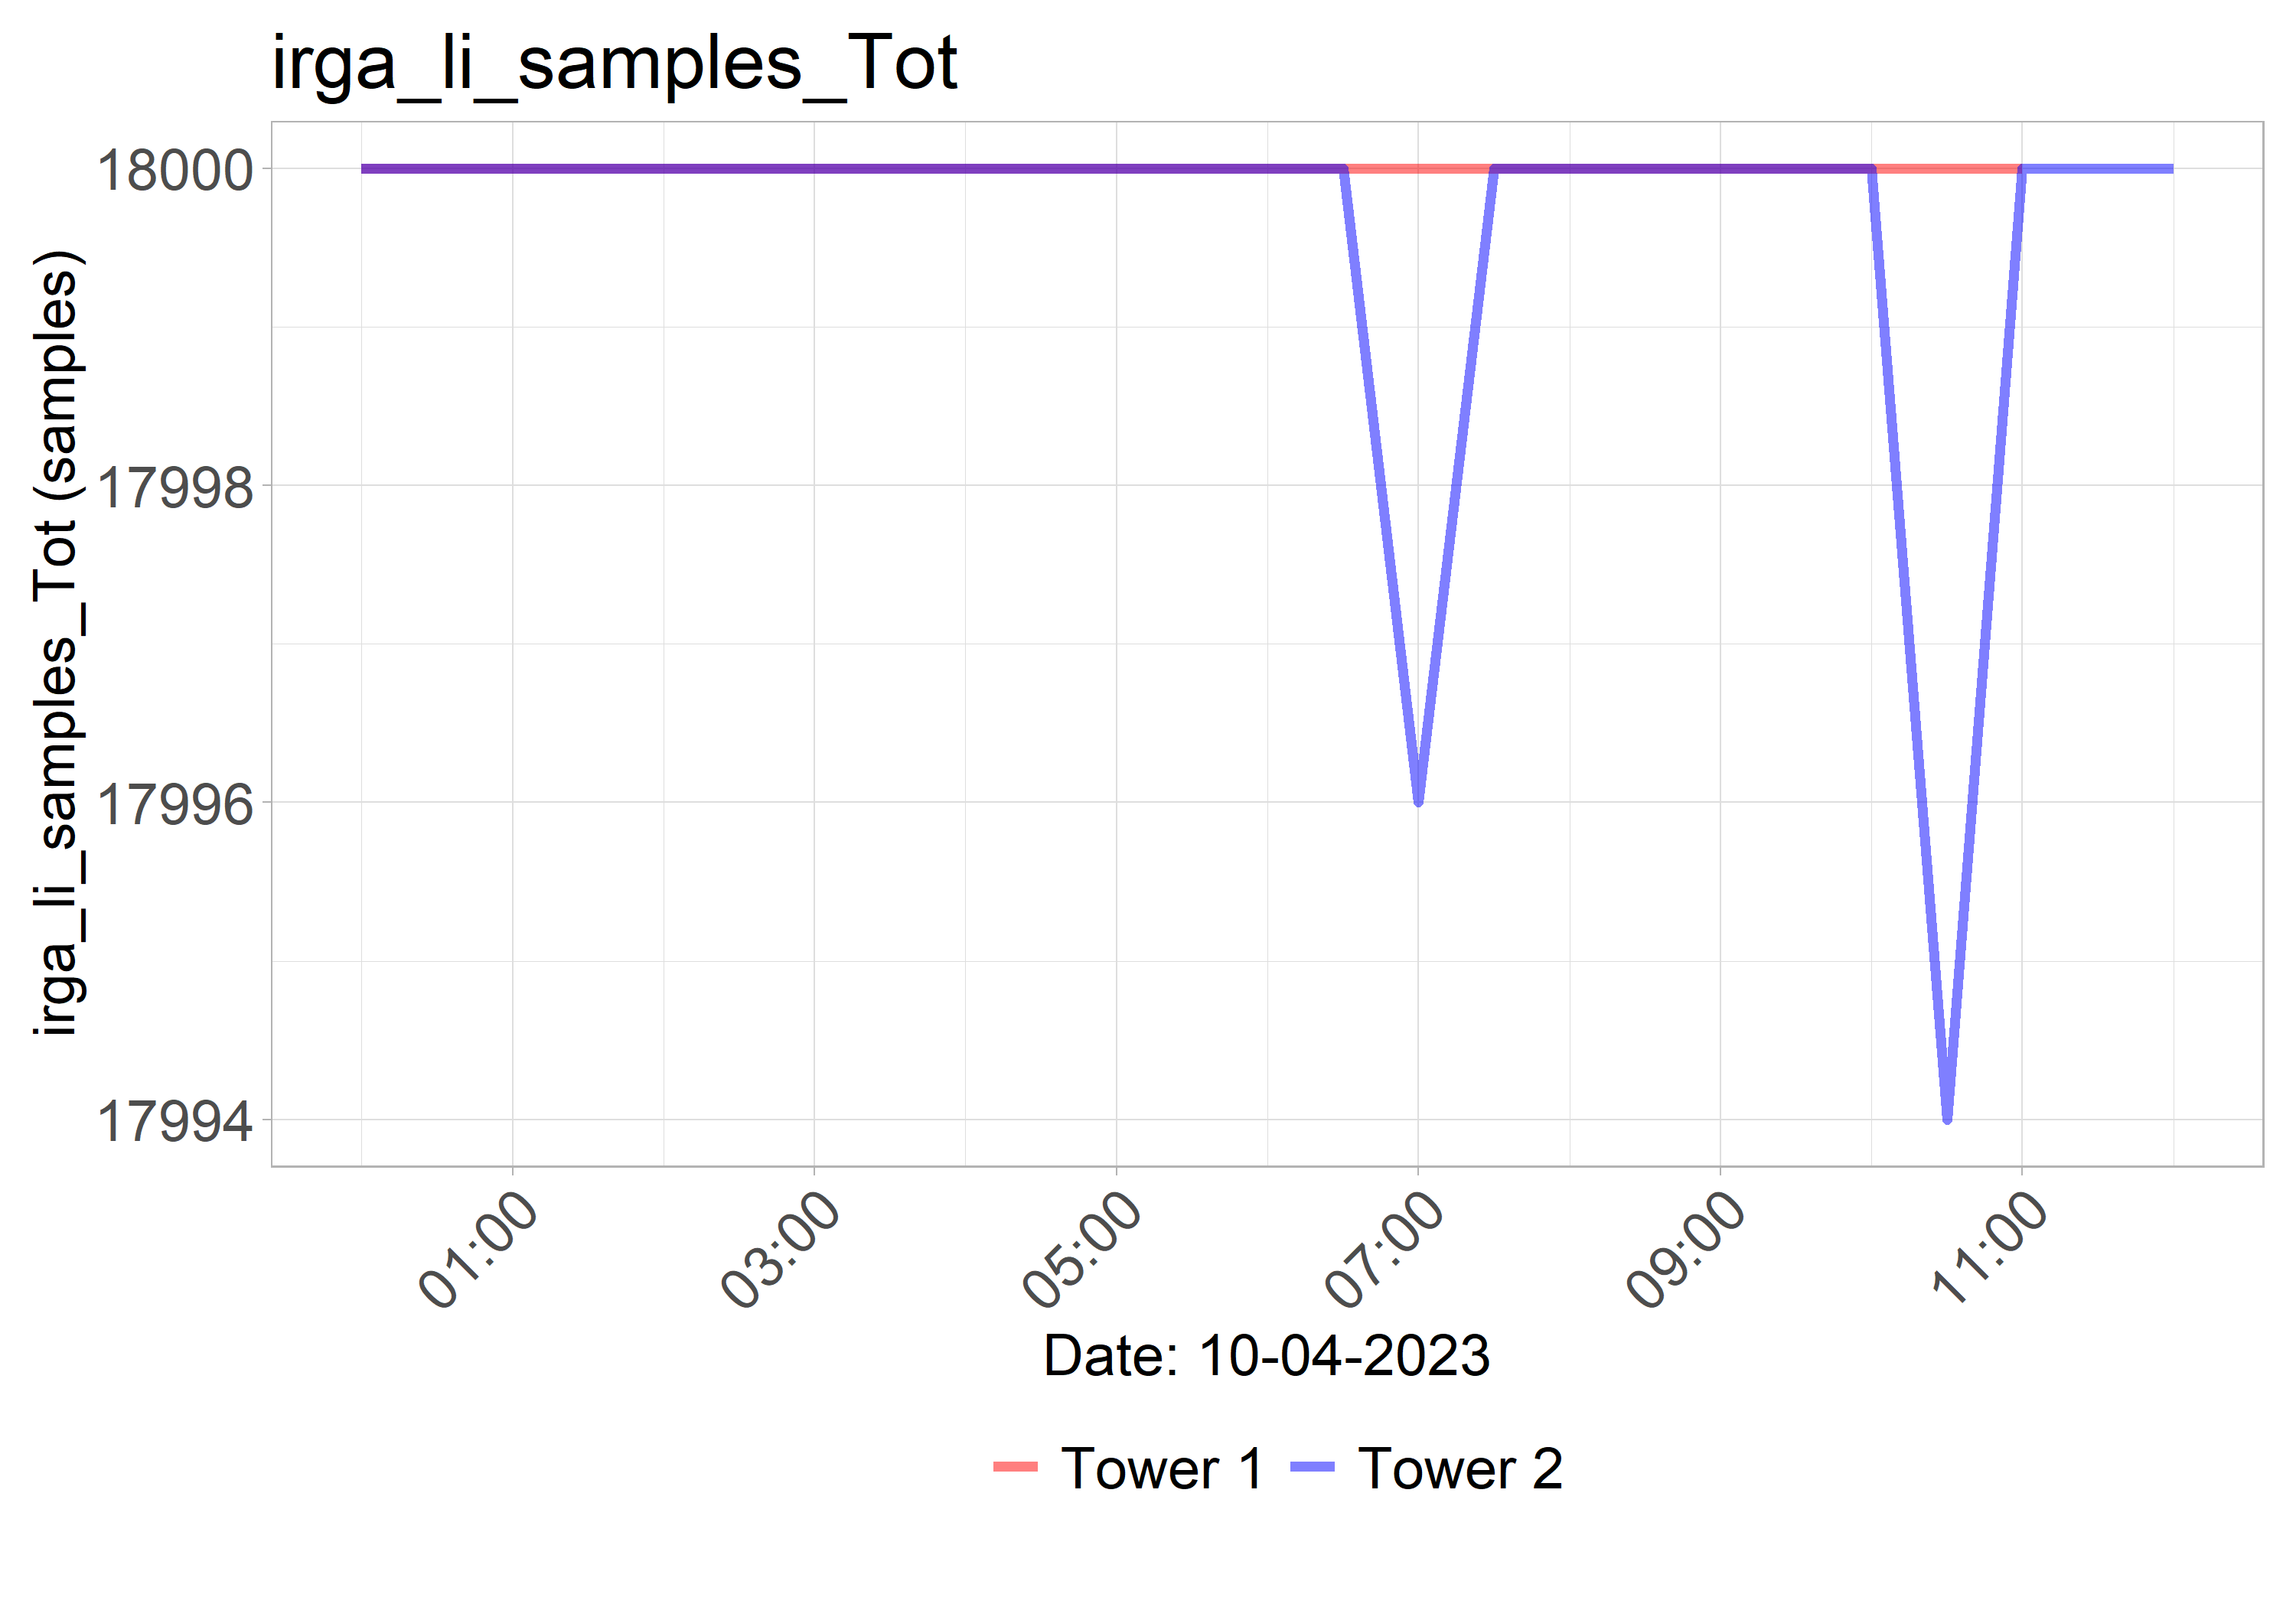 irga_li_samples_Tot
irga_li_samples_Tot (samples)
18000
17998
17996
17994
01:00
03:00
05:00
07:00
09:00
11:00
Date: 10-04-2023
Tower 1
Tower 2